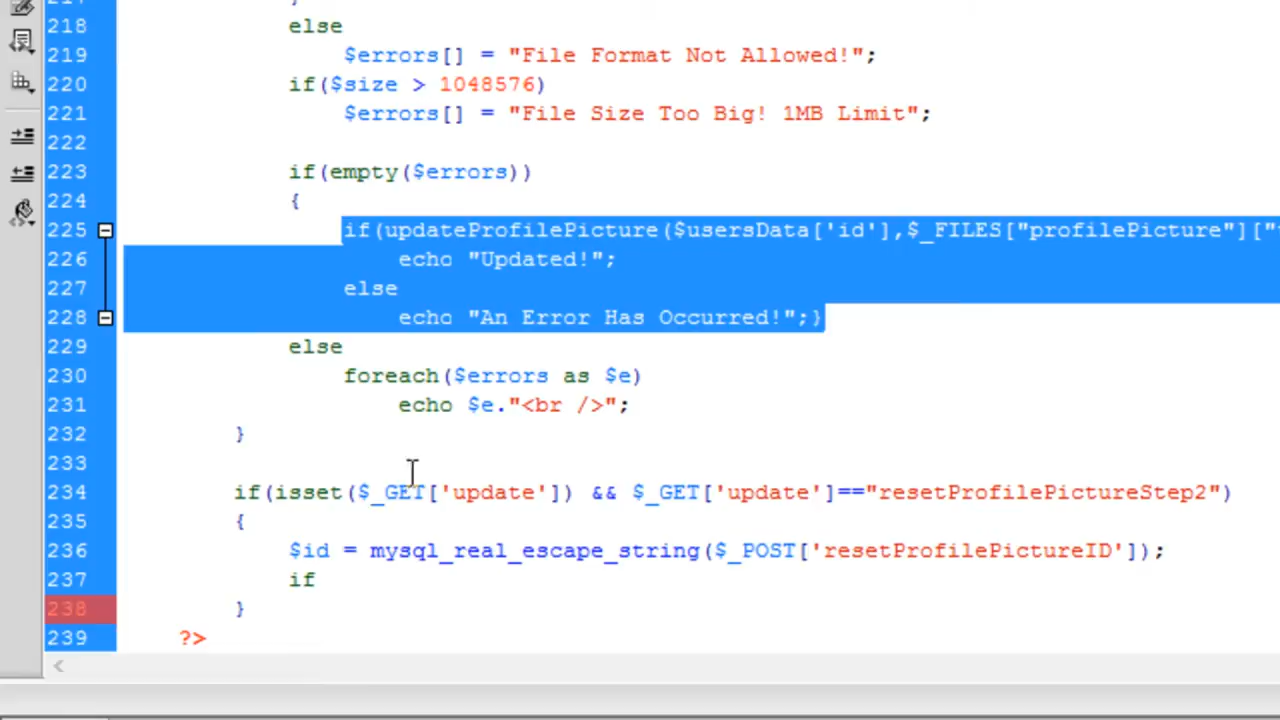 218 else
219 $errors[] = "File Format Not Allowed!";
220 if($size > 1048576)
221 $errors[] = "File Size Too Big! 1MB Limit";
222
223 if(empty($errors))
224 {
225 if(updateProfilePicture($usersData['id'],$_FILES["profilePicture"]["
226 echo "Updated!";
227 else
228 echo "An Error Has Occurred!";}
229 else
230 foreach($errors as $e)
231 echo $e."<br />";
232 }
233
234 if(isset($_GET['update']) && $_GET['update']=="resetProfilePictureStep2")
235 {
236 $id = mysql_real_escape_string($_POST['resetProfilePictureID']);
237 if
238 }
239 ?>